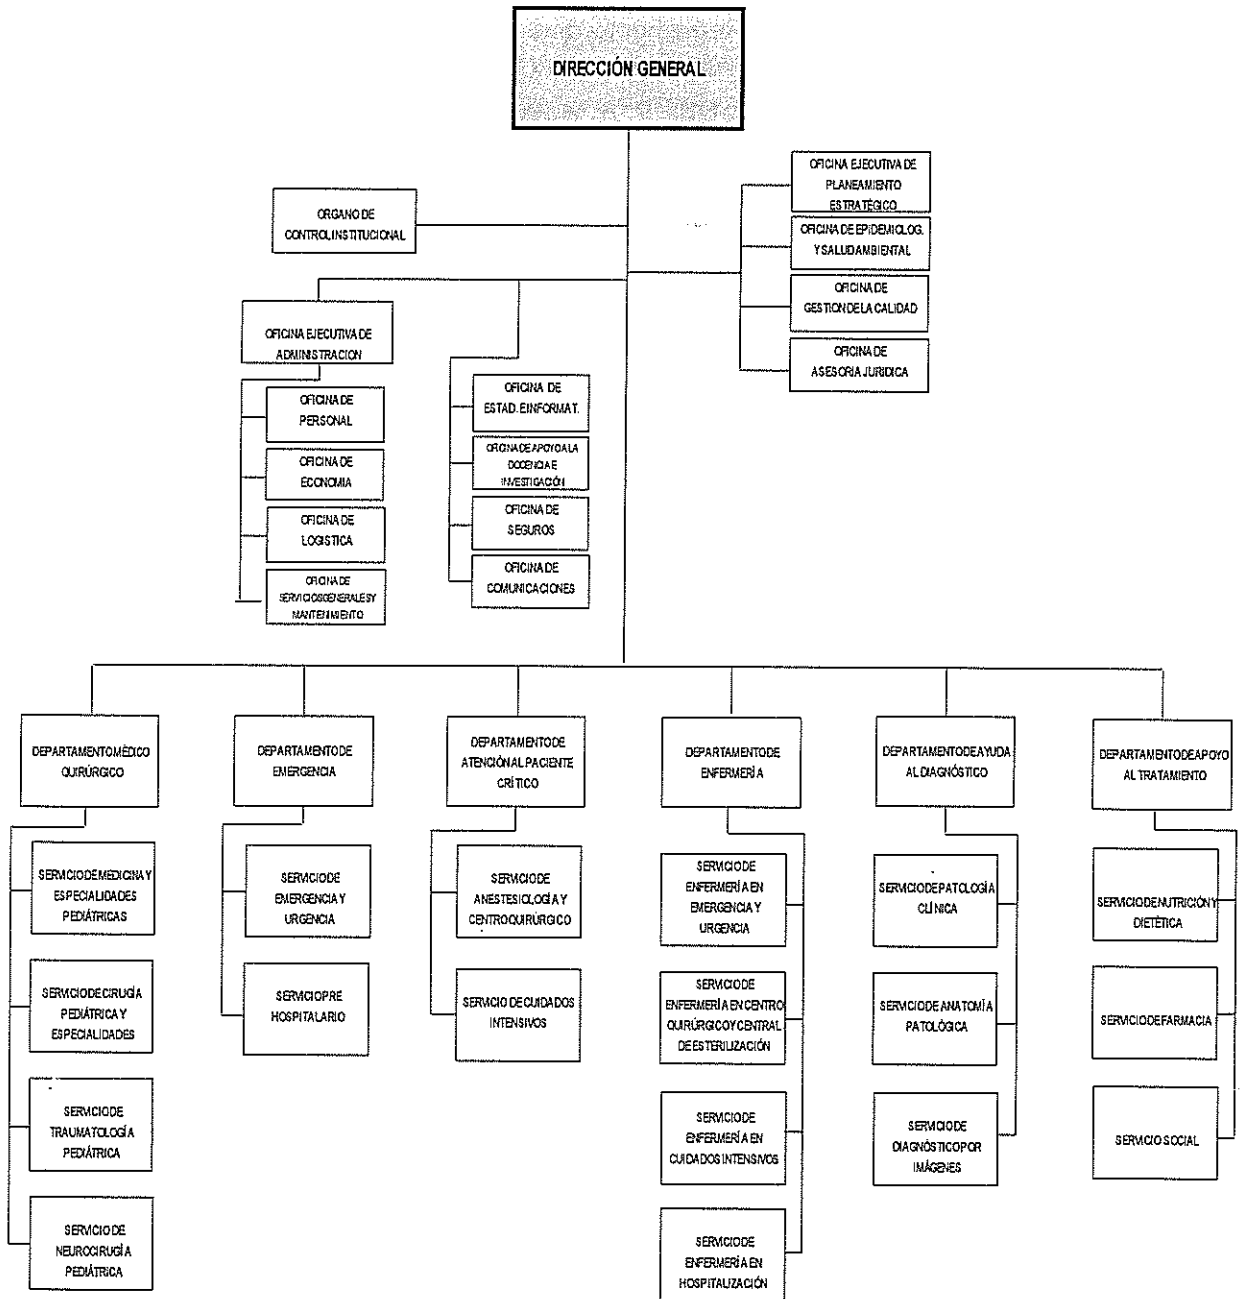 DIRECCIÓN GENERAL
ORGANO DE
CONTROL INSTITUCIONAL
OFICINA EJECUTIVA DE
PLANEAMIENTO
ESTRATÉGICO
OFICINA DE EPIDEMIOLOG.
Y SALUD AMBIENTAL
OFICINA DE
GESTION DE LA CALIDAD
OFICINA DE
ASESORIA JURIDICA
OFICINA EJECUTIVA DE
ADMINISTRACION
OFICINA DE
PERSONAL
OFICINA DE
ECONOMIA
OFICINA DE
LOGISTICA
OFICINA DE
SERVICIOS GENERALES Y
MANTENIMIENTO
OFICINA DE
ESTAD. E INFORMAT.
OFICINA DE APOYO A LA
DOCENCIA E
INVESTIGACIÓN
OFICINA DE
SEGUROS
OFICINA DE
COMUNICACIONES
DEPARTAMENTO MÉDICO
QUIRÚRGICO
SERVICIO DE MEDICINA Y
ESPECIALIDADES
PEDIÁTRICAS
SERVICIO DE CIRUGÍA
PEDIÁTRICA Y
ESPECIALIDADES
SERVICIO DE
TRAUMATOLOGÍA
PEDIÁTRICA
SERVICIO DE
NEUROCIRUGÍA
PEDIÁTRICA
DEPARTAMENTO DE
EMERGENCIA
SERVICIO DE
EMERGENCIA Y
URGENCIA
SERVICIO PRE
HOSPITALARIO
DEPARTAMENTO DE
ATENCIÓN AL PACIENTE
CRÍTICO
SERVICIO DE
ANESTESIOLOGÍA Y
CENTRO QUIRÚRGICO
SERVICIO DE CUIDADOS
INTENSIVOS
DEPARTAMENTO DE
ENFERMERÍA
SERVICIO DE
ENFERMERÍA EN
EMERGENCIA Y
URGENCIA
SERVICIO DE
ENFERMERÍA EN CENTRO
QUIRÚRGICO Y CENTRAL
DE ESTERILIZACIÓN
SERVICIO DE
ENFERMERÍA EN
CUIDADOS INTENSIVOS
SERVICIO DE
ENFERMERÍA EN
HOSPITALIZACIÓN
DEPARTAMENTO DE AYUDA
AL DIAGNÓSTICO
SERVICIO DE PATOLOGÍA
CLÍNICA
SERVICIO DE ANATOMÍA
PATOLÓGICA
SERVICIO DE
DIAGNÓSTICO POR
IMÁGENES
DEPARTAMENTO DE APOYO
AL TRATAMIENTO
SERVICIO DE NUTRICIÓN Y
DIETÉTICA
SERVICIO DE FARMACIA
SERVICIO SOCIAL